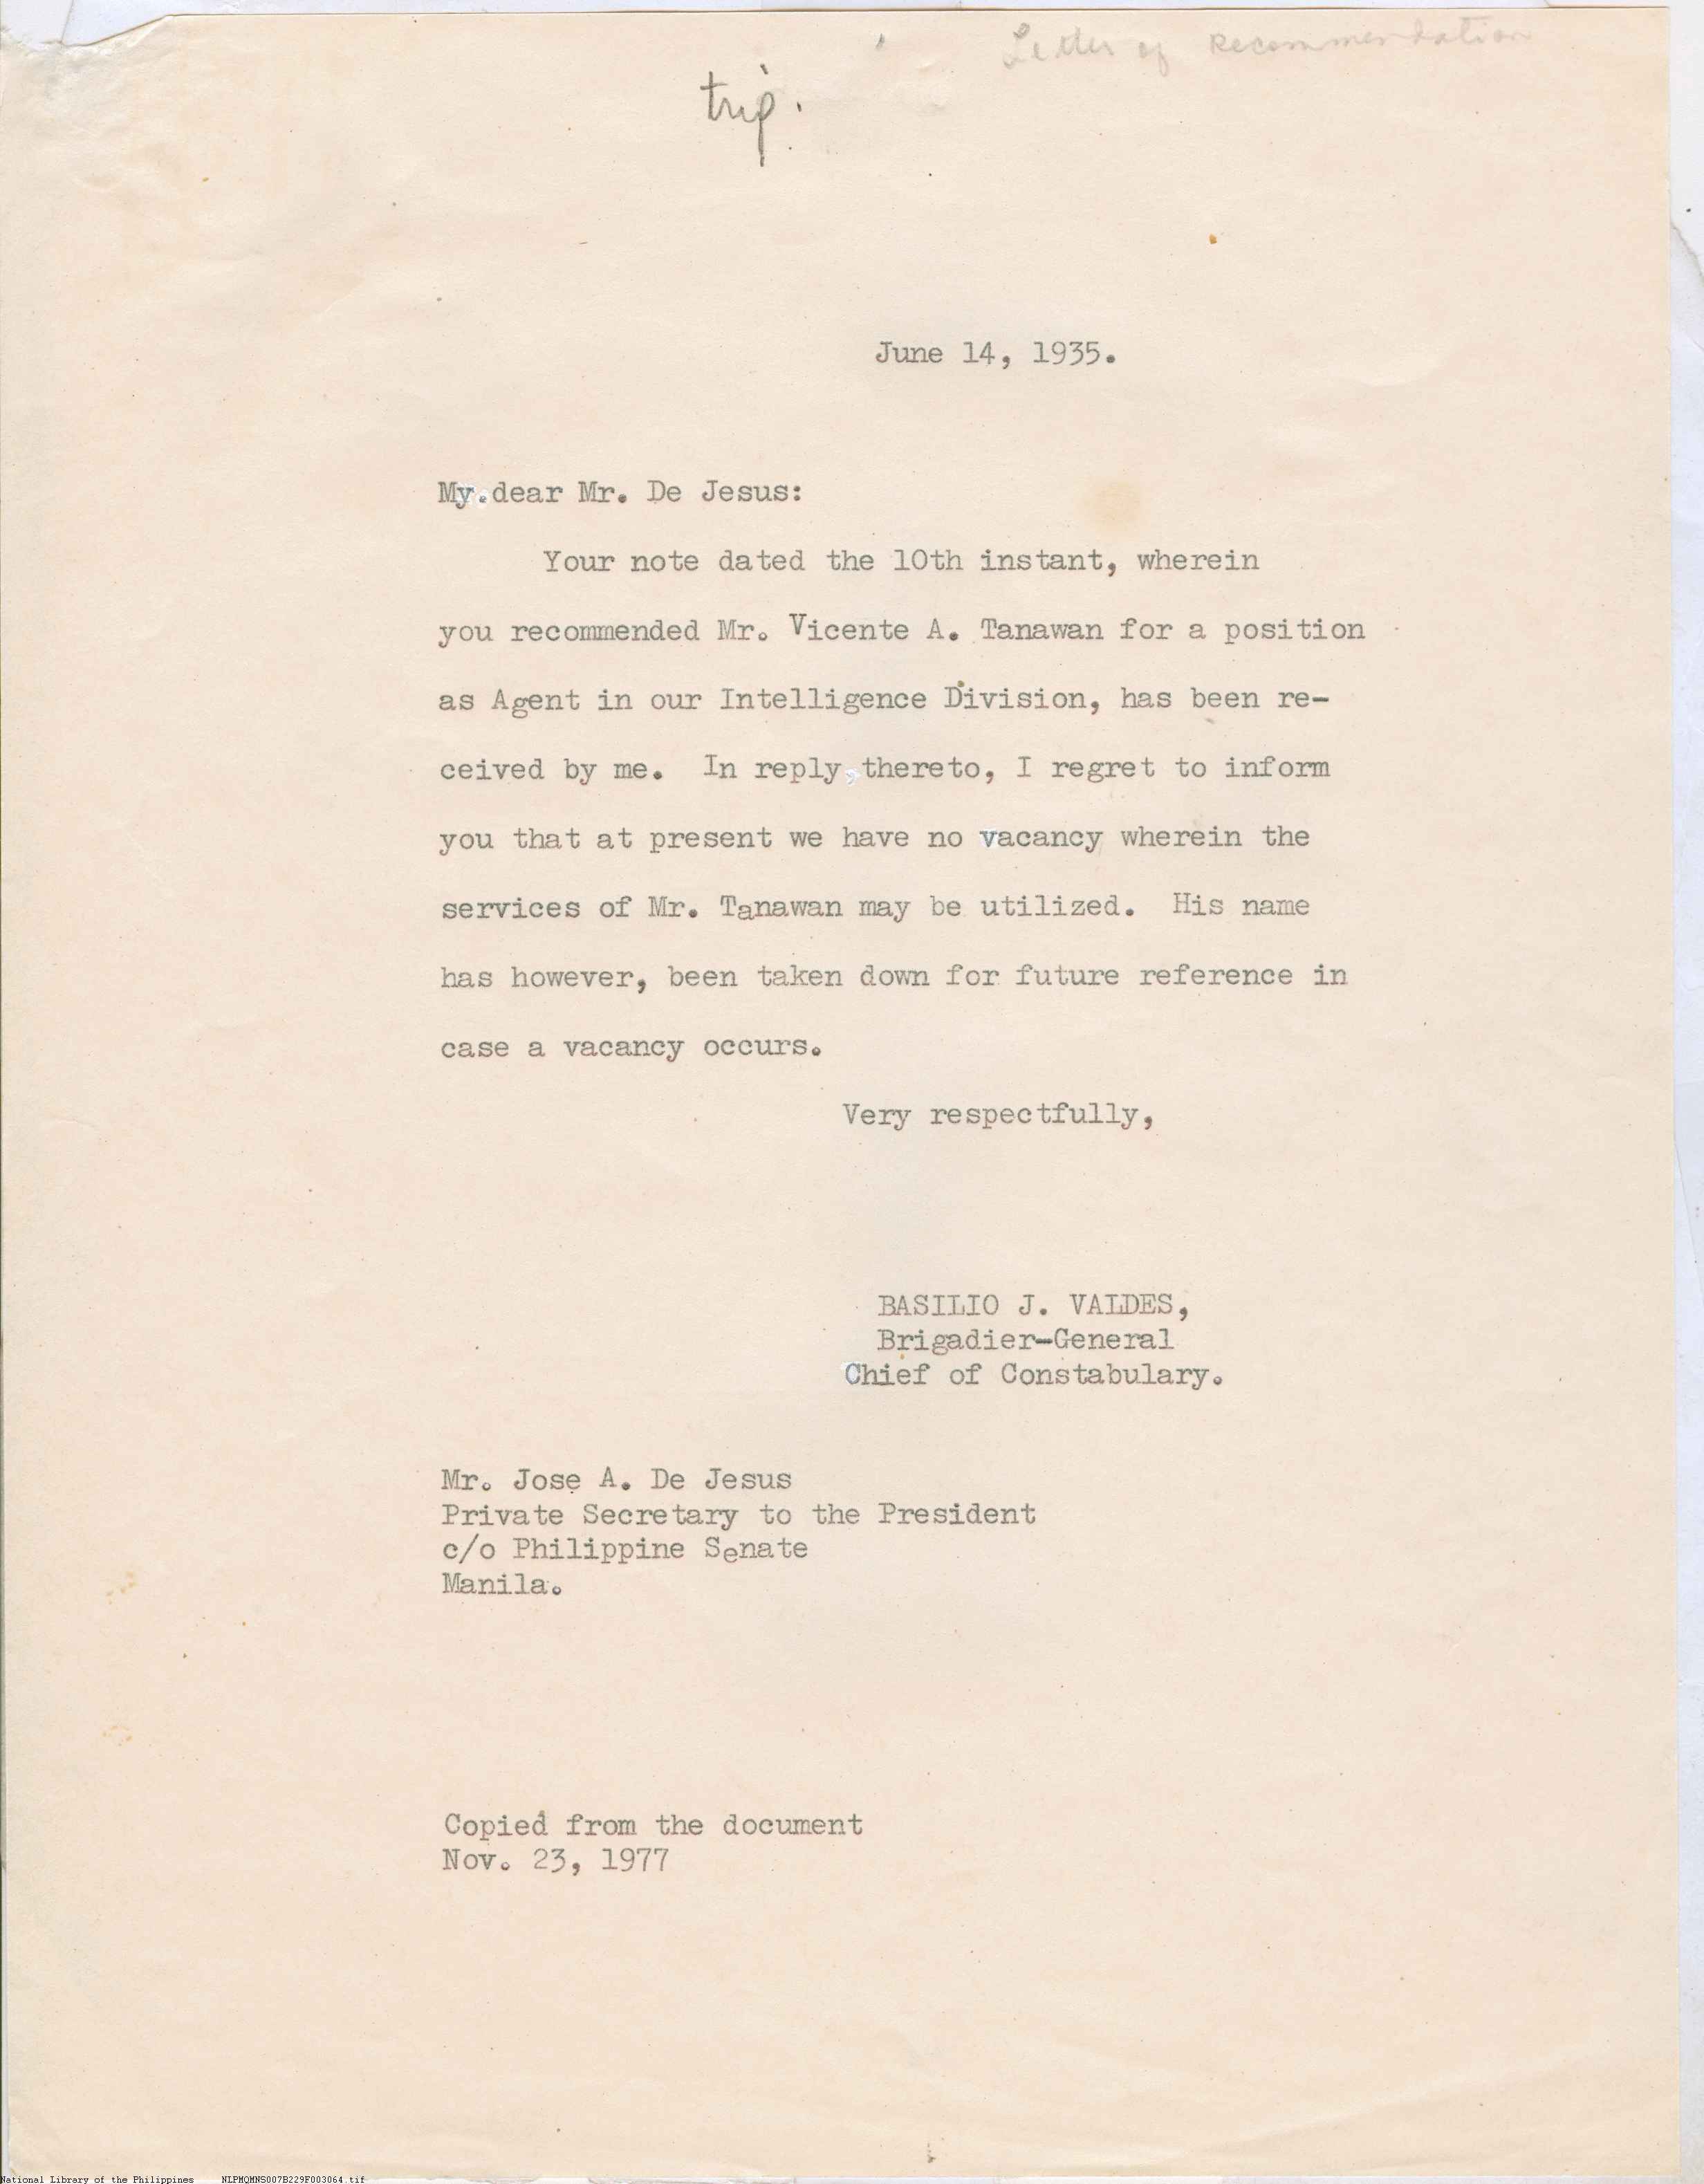 Letter of Recommendation
trip.
June 14, 1935.
My.dear Mr. De Jesus:
Your note dated the 10th instant, wherein
you recommended Mr. Vicente A. Tanawan for a position
as Agent in our Intelligence Division, has been re-
ceived by me. In reply, thereto, I regret to inform
you that at present we have no vacancy wherein the
services of Mr. Tanawan may be utilized. His name
has however, been taken down for future reference in
case a vacancy occurs.
Very respectfully,
BASILIO J. VALDES,
Brigadier-General
Chief of Constabulary.
Mr. Jose A. De Jesus
Private Secretary to the President
c/o Philippine Senate
Manila.
Copied from the document
Nov. 23, 1977
National Library of the Philippines NLPMQMNS007B229F003064.tif